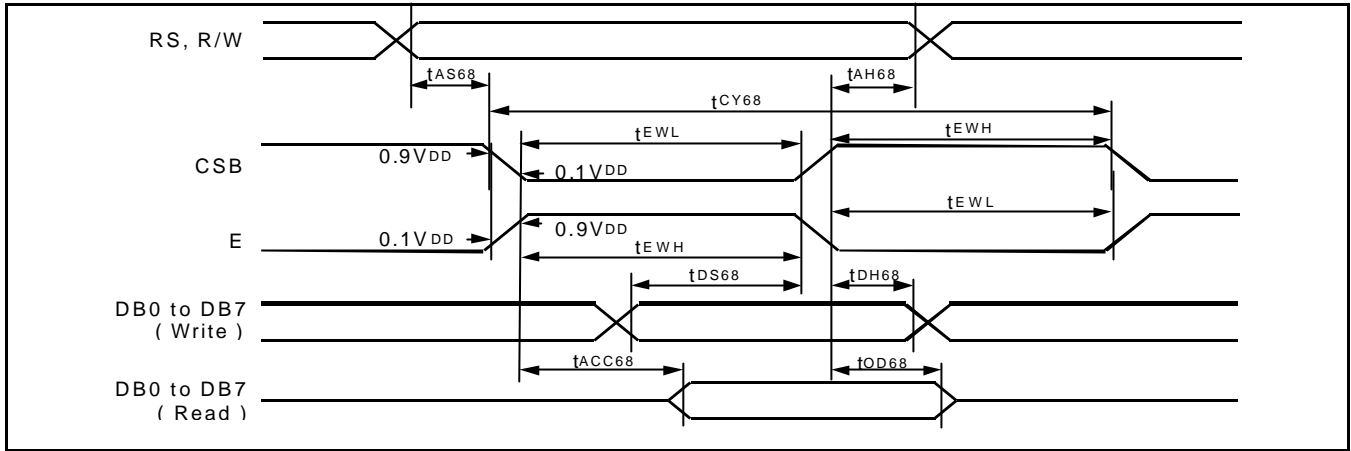 RS, R/W
tAS68
tAH68
tCY68
tEWL
tEWH
CSB
0.9VDD
0.1VDD
tEWL
E
0.1VDD
0.9VDD
tEWH
tDS68
tDH68
DB0 to DB7
( Write )
tACC68
tOD68
DB0 to DB7
( Read )